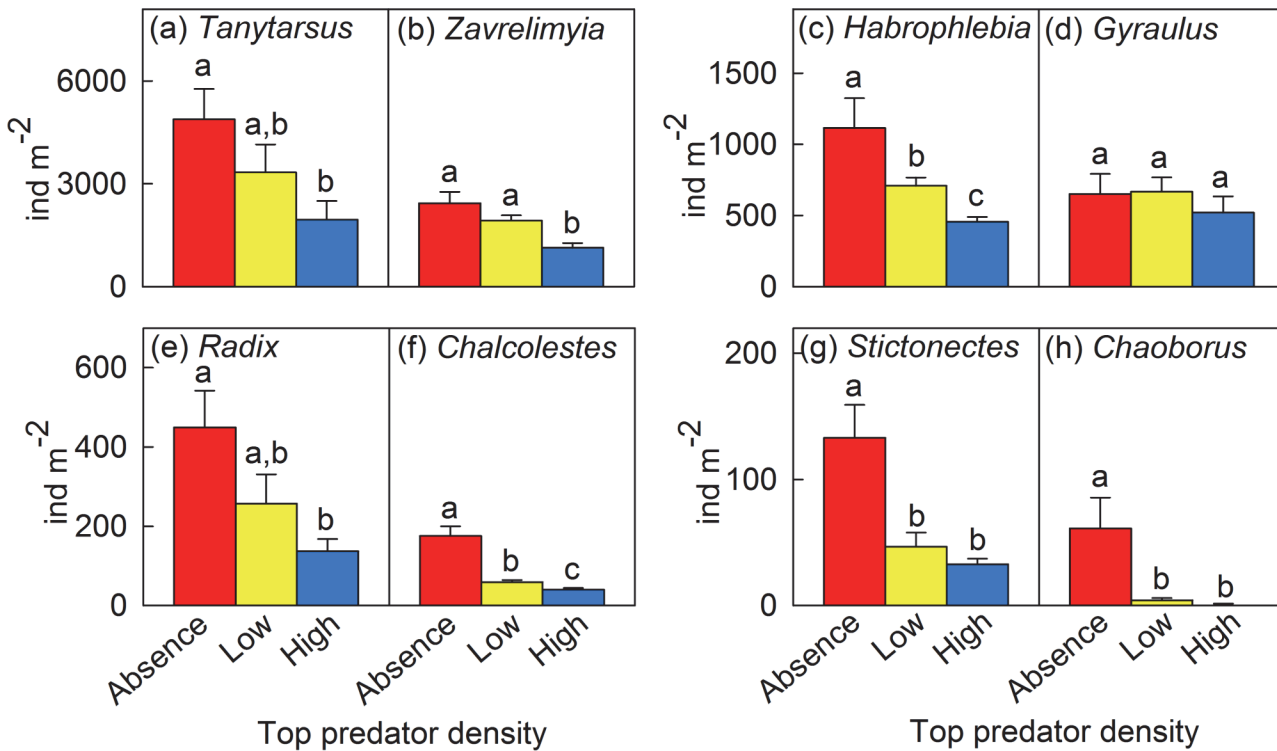 (a) Tanytarsus
(b) Zavrelimyia
ind m-2
6000
3000
0
a
a,b
b
a
a
b
(c) Habrophlebia
(d) Gyraulus
ind m-2
1500
1000
500
0
a
b
c
a
a
a
(e) Radix
(f) Chalcolestes
ind m-2
600
400
200
0
a
a,b
b
a
b
c
Absence
Low
High
Absence
Low
High
Top predator density
(g) Stictonectes
(h) Chaoborus
ind m-2
200
100
0
a
b
b
a
b
b
Absence
Low
High
Absence
Low
High
Top predator density